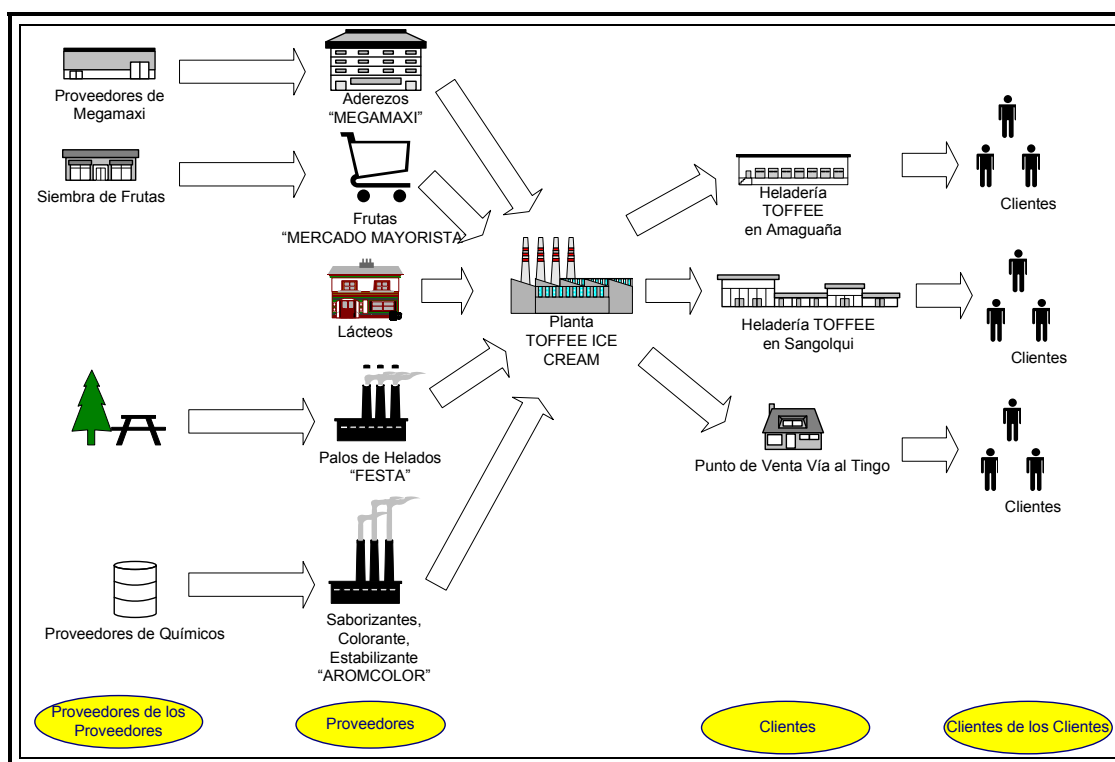 Proveedores de
Megamaxi
Aderezos
“MEGAMAXI”
Siembra de Frutas
Frutas
“MERCADO MAYORISTA
Lácteos
Palos de Helados
“FESTA”
Proveedores de Químicos
Saborizantes,
Colorante,
Estabilizante
“AROMCOLOR”
Planta
TOFFEE ICE
CREAM
Heladería
TOFFEE
en Amaguaña
Clientes
Heladería TOFFEE
en Sangolqui
Clientes
Punto de Venta Vía al Tingo
Clientes
Proveedores de los
Proveedores
Proveedores
Clientes
Clientes de los Clientes